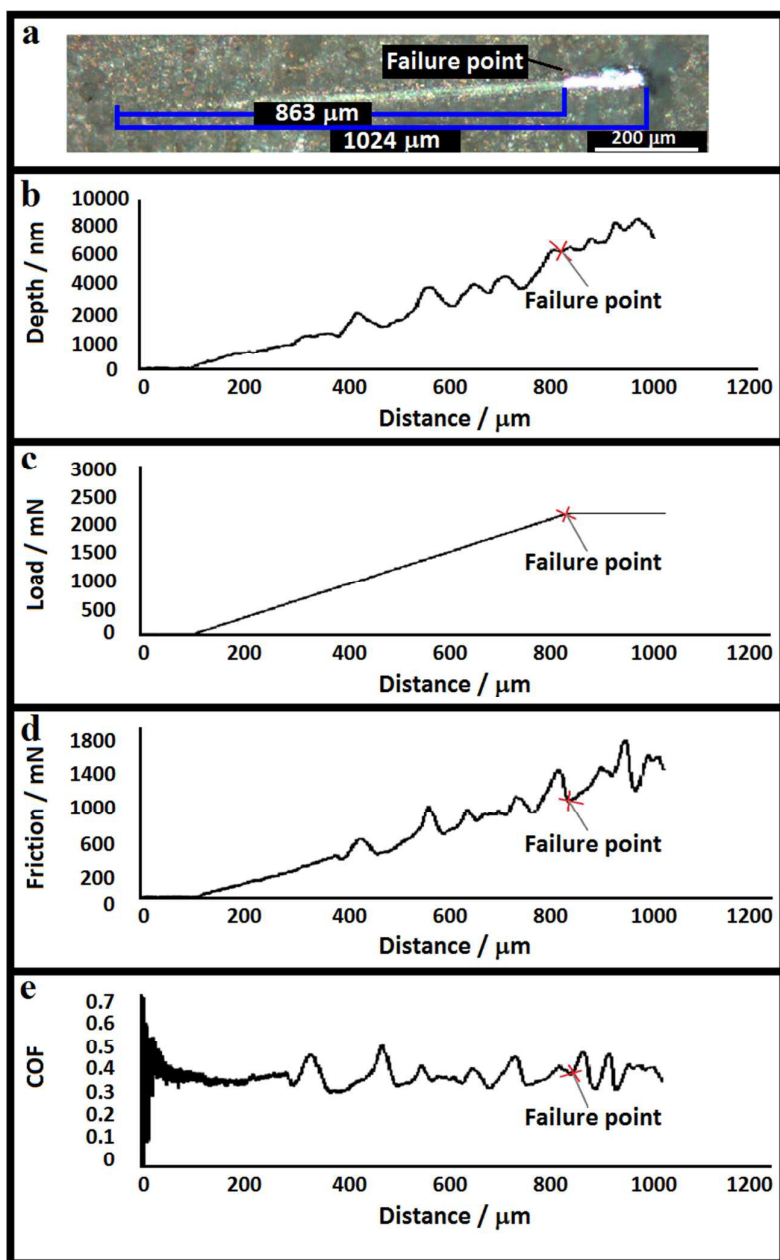 a
Failure point
863 μm
1024 μm
200 μm
b
10000
8000
6000
4000
2000
1000
0
Depth / nm
Failure point
0 200 400 600 800 1000 1200
Distance / μm
c
3000
2500
2000
1500
1000
500
0
Load / mN
Failure point
0 200 400 600 800 1000 1200
Distance / μm
d
1800
1400
1000
600
200
0
Friction / mN
Failure point
0 200 400 600 800 1000 1200
Distance / μm
e
0.7
0.6
0.5
0.4
0.3
0.2
0.1
0
COF
Failure point
0 200 400 600 800 1000 1200
Distance / μm